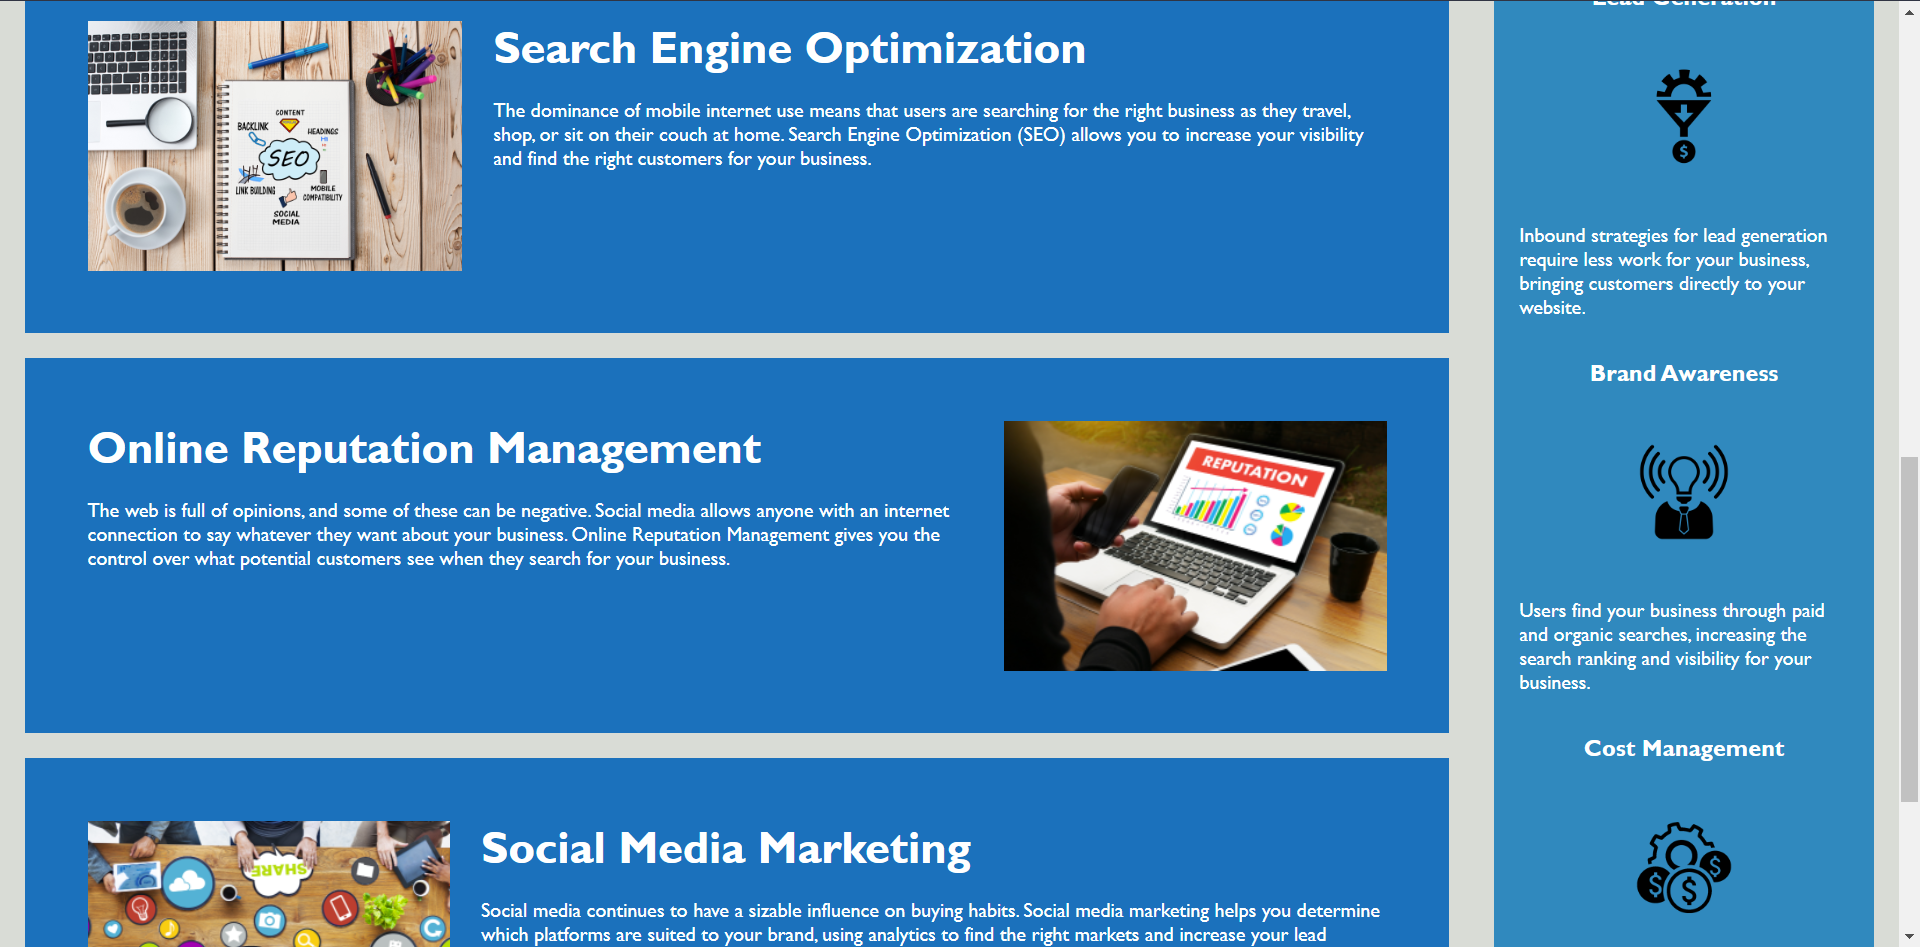 Search Engine Optimization
The dominance of mobile internet use means that users are searching for the right business as they travel,
shop, or sit on their couch at home. Search Engine Optimization (SEO) allows you to increase your visibility
and find the right customers for your business.
CONTENT
BACKLINK
HEADINGS
SEO
LINK BUILDING
MOBILE
COMPATIBILITY
SOCIAL
MEDIA
Online Reputation Management
The web is full of opinions, and some of these can be negative. Social media allows anyone with an internet
connection to say whatever they want about your business. Online Reputation Management gives you the
control over what potential customers see when they search for your business.
REPUTATION
Social Media Marketing
Social media continues to have a sizable influence on buying habits. Social media marketing helps you determine
which platforms are suited to your brand, using analytics to find the right markets and increase your lead
SHARE
Lead Generation
$
Inbound strategies for lead generation
require less work for your business,
bringing customers directly to your
website.
Brand Awareness
Users find your business through paid
and organic searches, increasing the
search ranking and visibility for your
business.
Cost Management
$
$ $